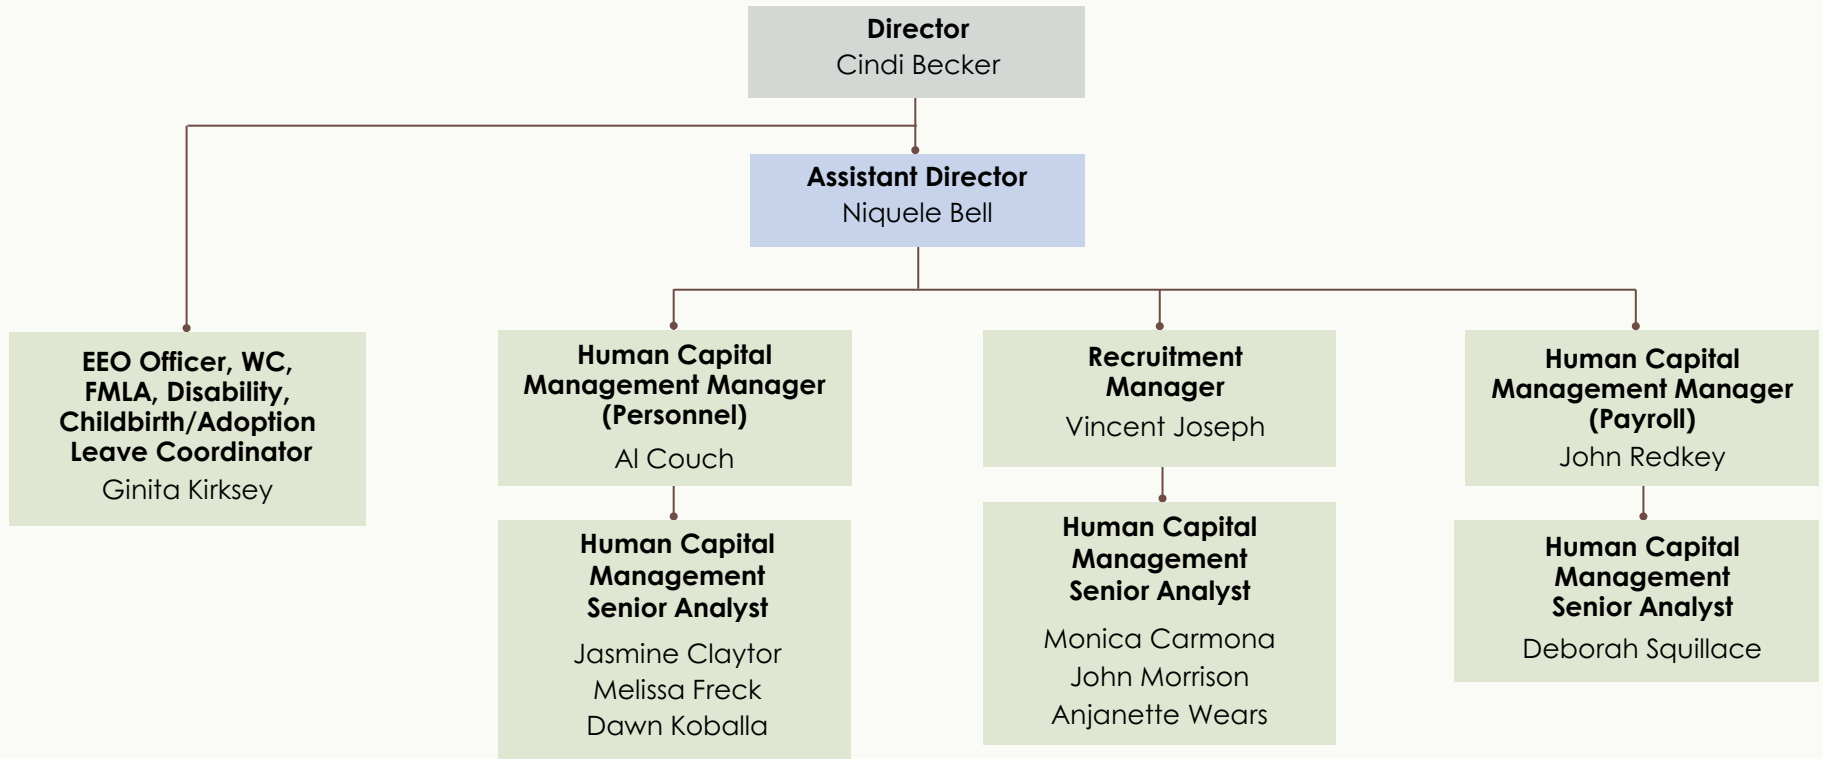 Director
Cindi Becker
Assistant Director
Niquele Bell
EEO Officer, WC,
FMLA, Disability,
Childbirth/Adoption
Leave Coordinator
Ginita Kirksey
Human Capital
Management Manager
(Personnel)
Al Couch
Human Capital
Management
Senior Analyst
Jasmine Claytor
Melissa Freck
Dawn Koballa
Recruitment
Manager
Vincent Joseph
Human Capital
Management
Senior Analyst
Monica Carmona
John Morrison
Anjanette Wears
Human Capital
Management Manager
(Payroll)
John Redkey
Human Capital
Management
Senior Analyst
Deborah Squillace